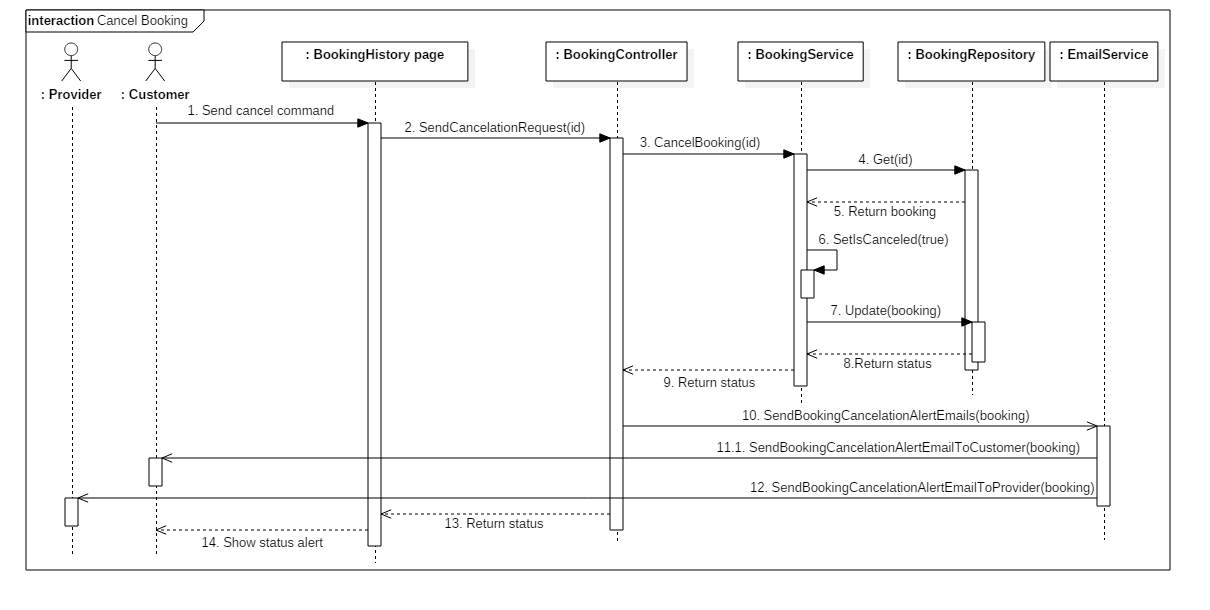 interaction Cancel Booking
: BookingHistory page
: BookingController
: BookingService
: BookingRepository
: EmailService
: Provider
: Customer
1. Send cancel command
2. SendCancelationRequest(id)
3. CancelBooking(id)
4. Get(id)
5. Return booking
6. SetIsCanceled(true)
7. Update(booking)
8.Return status
9. Return status
10. SendBookingCancelationAlertEmails(booking)
11.1. SendBookingCancelationAlertEmailToCustomer(booking)
12. SendBookingCancelationAlertEmailToProvider(booking)
13. Return status
14. Show status alert